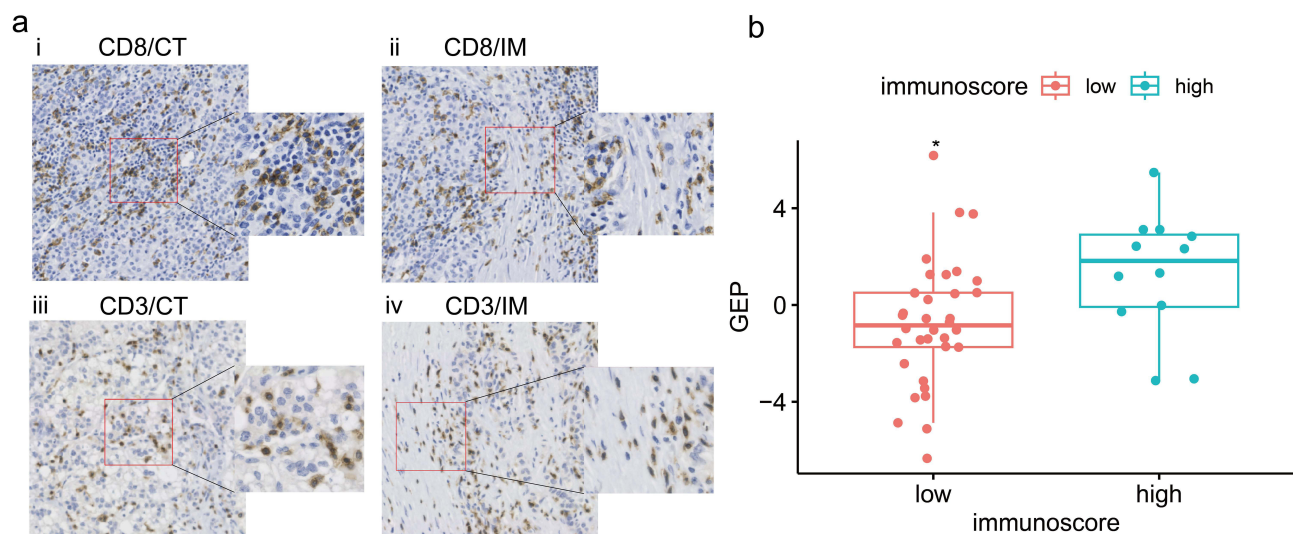 a
i CD8/CT
ii CD8/IM
iii CD3/CT
iv CD3/IM
b
immunoscore low high
*
4
0
−4
GEP
low high
immunoscore